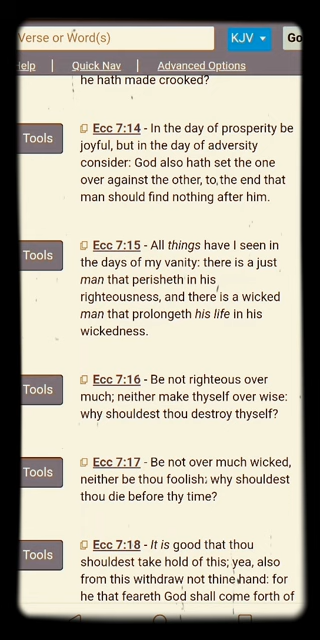 Verse or Word(s)
KJV
Go
Help | Quick Nav | Advanced Options
he hath made crooked?
Tools
Ecc 7:14 - In the day of prosperity be
joyful, but in the day of adversity
consider: God also hath set the one
over against the other, to the end that
man should find nothing after him.
Tools
Ecc 7:15 - All things have I seen in
the days of my vanity: there is a just
man that perisheth in his
righteousness, and there is a wicked
man that prolongeth his life in his
wickedness.
Tools
Ecc 7:16 - Be not righteous over
much; neither make thyself over wise:
why shouldest thou destroy thyself?
Tools
Ecc 7:17 - Be not over much wicked,
neither be thou foolish: why shouldest
thou die before thy time?
Tools
Ecc 7:18 - It is good that thou
shouldest take hold of this; yea, also
from this withdraw not thine hand: for
he that feareth God shall come forth of